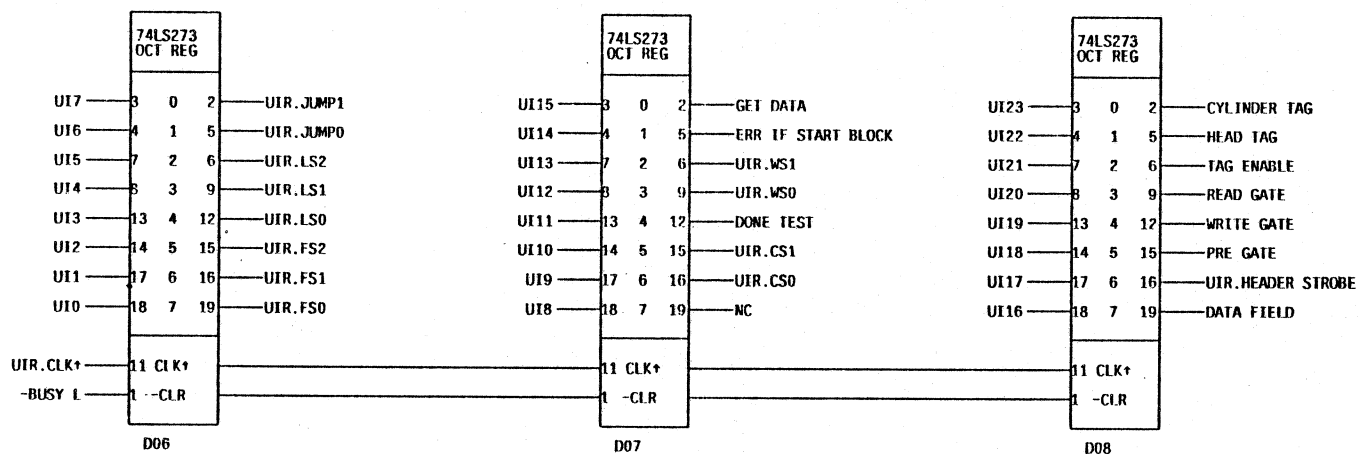 74LS273 74LS273 74LS273
OCT REG OCT REG OCT REG
UI7 3 0 2 UIR.JUMP1 UI15 3 0 2 GET DATA UI23 3 0 2 CYLINDER TAG
UI6 4 1 5 UIR.JUMP0 UI14 4 1 5 ERR IF START BLOCK UI22 4 1 5 HEAD TAG
UI5 7 2 6 UIR.LS2 UI13 7 2 6 UIR.WS1 UI21 7 2 6 TAG ENABLE
UI4 8 3 9 UIR.LS1 UI12 8 3 9 UIR.WS0 UI20 8 3 9 READ GATE
UI3 13 4 12 UIR.LS0 UI11 13 4 12 DONE TEST UI19 13 4 12 WRITE GATE
UI2 14 5 15 UIR.FS2 UI10 14 5 15 UIR.CS1 UI18 14 5 15 PRE GATE
UI1 17 6 16 UIR.FS1 UI9 17 6 16 UIR.CS0 UI17 17 6 16 UIR.HEADER STROBE
UI0 18 7 19 UIR.FS0 UI8 18 7 19 NC UI16 18 7 19 DATA FIELD
UIR.CLK↑ 11 CLK↑ 11 CLK↑ 11 CLK↑
-BUSY L 1 -CLR 1 -CLR 1 -CLR
D06 D07 D08